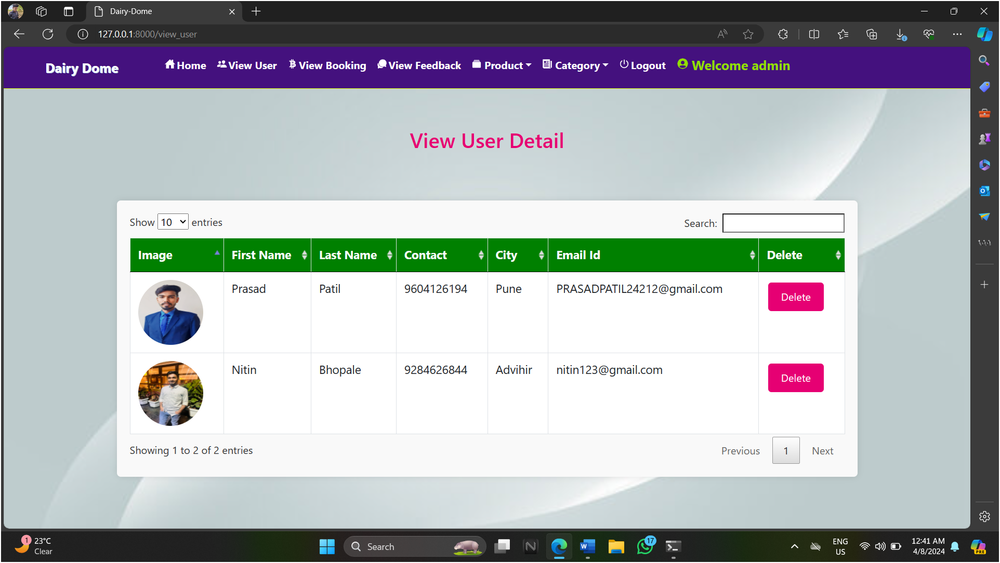 Dairy-Dome
127.0.0.1:8000/view_user
Dairy Dome
Home View User View Booking View Feedback Product Category Logout Welcome admin
View User Detail
Show 10 entries
Search:
Image First Name Last Name Contact City Email Id Delete
Prasad Patil 9604126194 Pune PRASADPATIL24212@gmail.com Delete
Nitin Bhopale 9284626844 Advihir nitin123@gmail.com Delete
Showing 1 to 2 of 2 entries
Previous 1 Next
1
23°C
Clear
Search
17
ENG
US
12:41 AM
4/8/2024
PRE